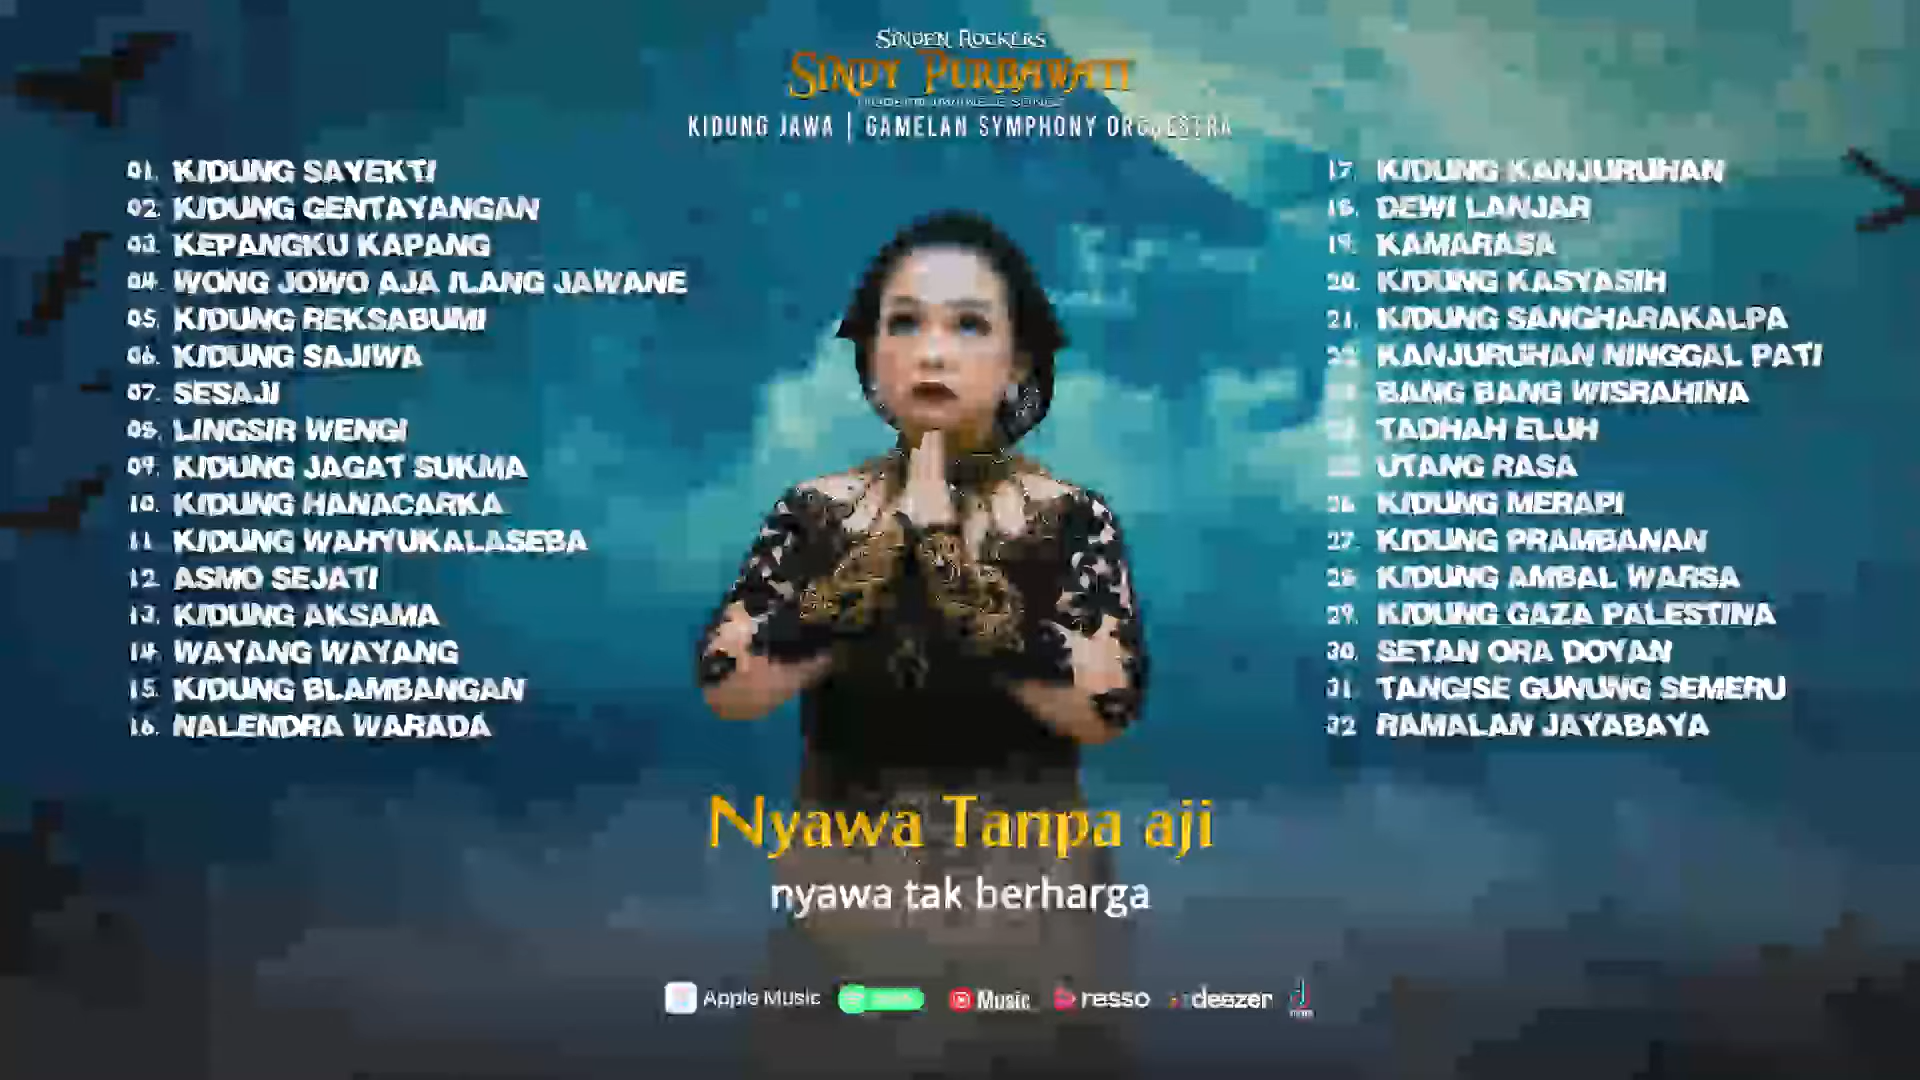 SINDEN ROCKERS
SINDY PURBAWATI
KIDUNG JAWA | GAMELAN SYMPHONY ORCHESTRA
01. KIDUNG SAYEKTI
02. KIDUNG GENTAYANGAN
03. KEPANGKU KAPANG
04. WONG JOWO AJA ILANG JAWANE
05. KIDUNG REKSABUMI
06. KIDUNG SAJIWA
07. SESAJI
08. LINGSIR WENGI
09. KIDUNG JAGAT SUKMA
10. KIDUNG HANACARKA
11. KIDUNG WAHYUKALASEBA
12. ASMO SEJATI
13. KIDUNG AKSAMA
14. WAYANG WAYANG
15. KIDUNG BLAMBANGAN
16. NALENDRA WARADA
17. KIDUNG KANJURUHAN
18. DEWI LANJAR
19. KAMARASA
20. KIDUNG KASYASIH
21. KIDUNG SANGHARAKALPA
22. KANJURUHAN NINGGAL PATI
BANG BANG WISRAHINA
TADHAH ELUH
UTANG RASA
26. KIDUNG MERAPI
27. KIDUNG PRAMBANAN
28. KIDUNG AMBAL WARSA
29. KIDUNG GAZA PALESTINA
30. SETAN ORA DOYAN
31. TANGISE GUNUNG SEMERU
32. RAMALAN JAYABAYA
Nyawa Tanpa aji
nyawa tak berharga
Apple Music
Music
resso
deezer